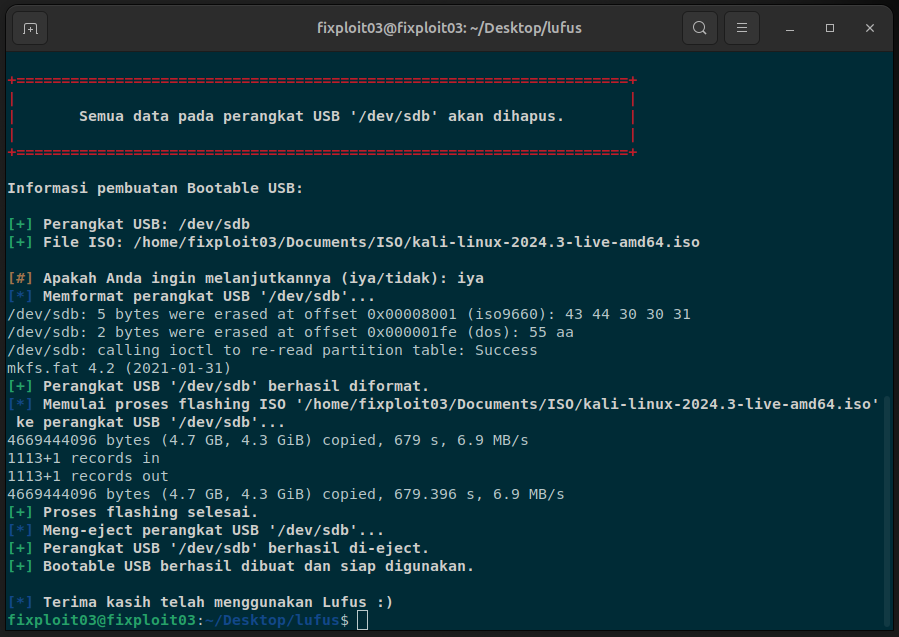 fixploit03@fixploit03: ~/Desktop/lufus
+====================================================================+
|                                                                    |
|       Semua data pada perangkat USB '/dev/sdb' akan dihapus.       |
|                                                                    |
+====================================================================+
Informasi pembuatan Bootable USB:
[+] Perangkat USB: /dev/sdb
[+] File ISO: /home/fixploit03/Documents/ISO/kali-linux-2024.3-live-amd64.iso
[#] Apakah Anda ingin melanjutkannya (iya/tidak): iya
[*] Memformat perangkat USB '/dev/sdb'...
/dev/sdb: 5 bytes were erased at offset 0x00008001 (iso9660): 43 44 30 30 31
/dev/sdb: 2 bytes were erased at offset 0x000001fe (dos): 55 aa
/dev/sdb: calling ioctl to re-read partition table: Success
mkfs.fat 4.2 (2021-01-31)
[+] Perangkat USB '/dev/sdb' berhasil diformat.
[*] Memulai proses flashing ISO '/home/fixploit03/Documents/ISO/kali-linux-2024.3-live-amd64.iso'
ke perangkat USB '/dev/sdb'...
4669444096 bytes (4.7 GB, 4.3 GiB) copied, 679 s, 6.9 MB/s
1113+1 records in
1113+1 records out
4669444096 bytes (4.7 GB, 4.3 GiB) copied, 679.396 s, 6.9 MB/s
[+] Proses flashing selesai.
[*] Meng-eject perangkat USB '/dev/sdb'...
[+] Perangkat USB '/dev/sdb' berhasil di-eject.
[+] Bootable USB berhasil dibuat dan siap digunakan.
[*] Terima kasih telah menggunakan Lufus :)
fixploit03@fixploit03:~/Desktop/lufus$